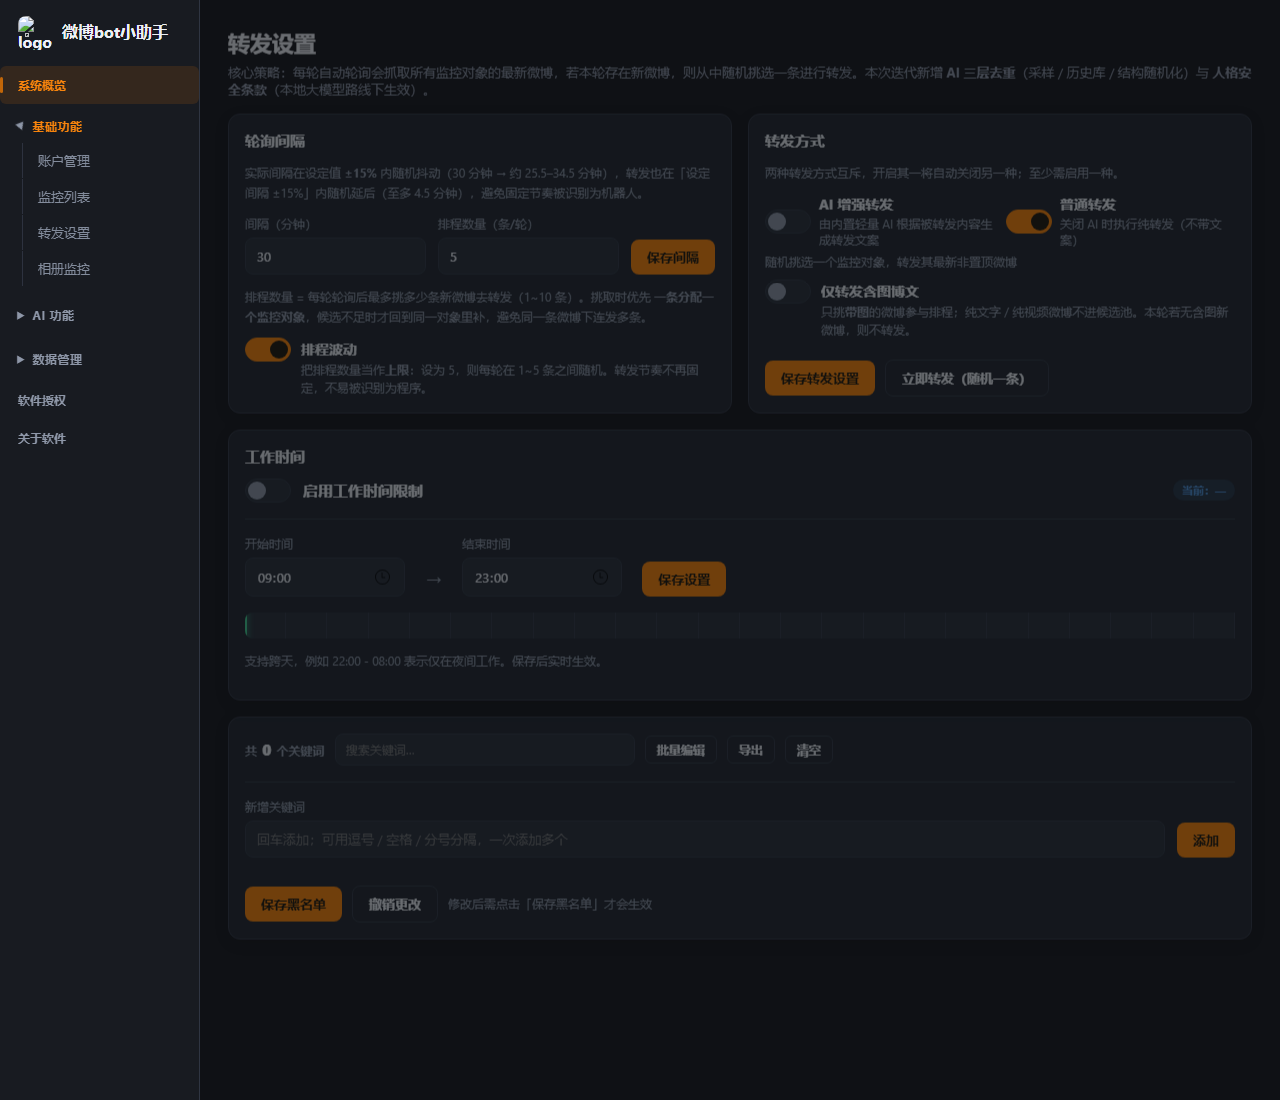 logo
微博bot小助手
系统概览
基础功能
账户管理
监控列表
转发设置
相册监控
AI 功能
数据管理
软件授权
关于软件
转发设置
核心策略：每轮自动轮询会抓取所有监控对象的最新微博，若本轮存在新微博，则从中随机挑选一条进行转发。本次迭代新增 AI 三层去重（采样 / 历史库 / 结构随机化）与 人格安
全条款（本地大模型路线下生效）。
轮询间隔
实际间隔在设定值 ±15% 内随机抖动（30 分钟 → 约 25.5–34.5 分钟），转发也在「设定
间隔 ±15%」内随机延后（至多 4.5 分钟），避免固定节奏被识别为机器人。
间隔（分钟）
排程数量（条/轮）
30
5
保存间隔
排程数量 = 每轮轮询后最多挑多少条新微博去转发（1~10 条）。挑取时优先 一条分配一
个监控对象，候选不足时才回到同一对象里补，避免同一条微博下连发多条。
排程波动
把排程数量当作上限：设为 5，则每轮在 1~5 条之间随机。转发节奏不再固
定，不易被识别为程序。
转发方式
两种转发方式互斥，开启其一将自动关闭另一种；至少需启用一种。
AI 增强转发
由内置轻量 AI 根据被转发内容生
成转发文案
普通转发
关闭 AI 时执行纯转发（不带文
案）
随机挑选一个监控对象，转发其最新非置顶微博
仅转发含图博文
只挑带图的微博参与排程；纯文字 / 纯视频微博不进候选池。本轮若无含图新
微博，则不转发。
保存转发设置
立即转发（随机一条）
工作时间
启用工作时间限制
当前：—
开始时间
结束时间
09:00
→
23:00
保存设置
支持跨天，例如 22:00 - 08:00 表示仅在夜间工作。保存后实时生效。
共 0 个关键词
搜索关键词...
批量编辑
导出
清空
新增关键词
回车添加；可用逗号 / 空格 / 分号分隔，一次添加多个
添加
保存黑名单
撤销更改
修改后需点击「保存黑名单」才会生效